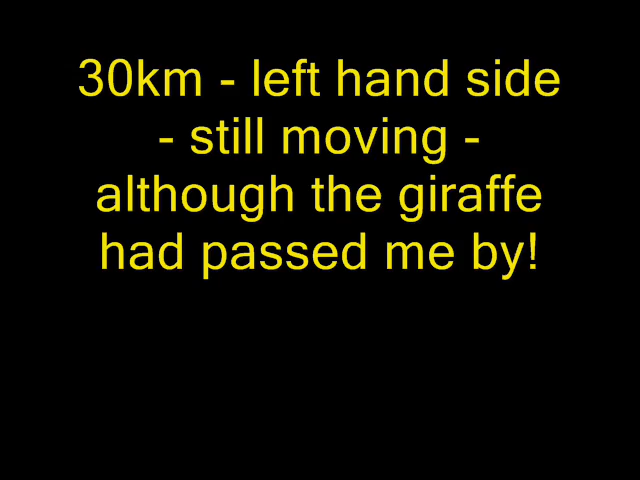 30km - left hand side
- still moving -
although the giraffe
had passed me by!